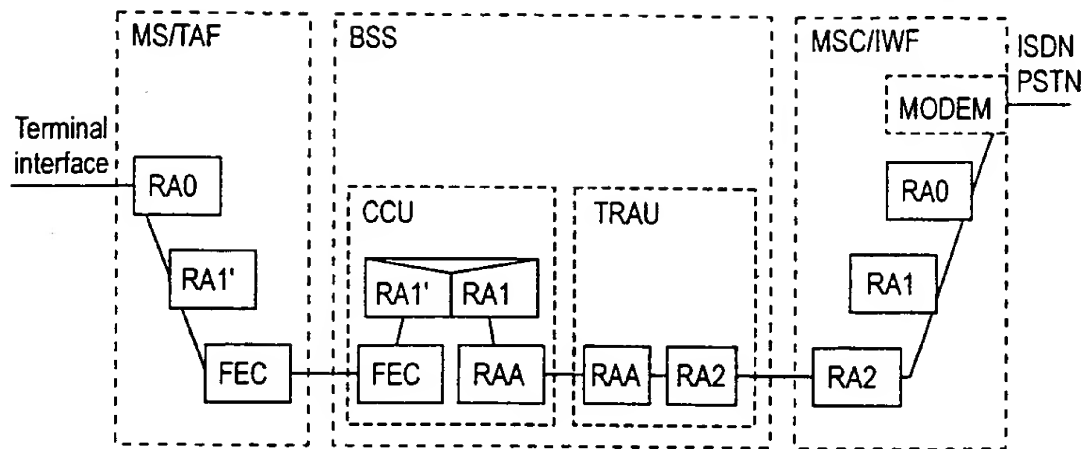 MS/TAF
BSS
MSC/IWF
ISDN
PSTN
MODEM
Terminal
interface
RA0
RA0
CCU
TRAU
RA1'
RA1'
RA1
RA1
FEC
FEC
RAA
RAA
RA2
RA2